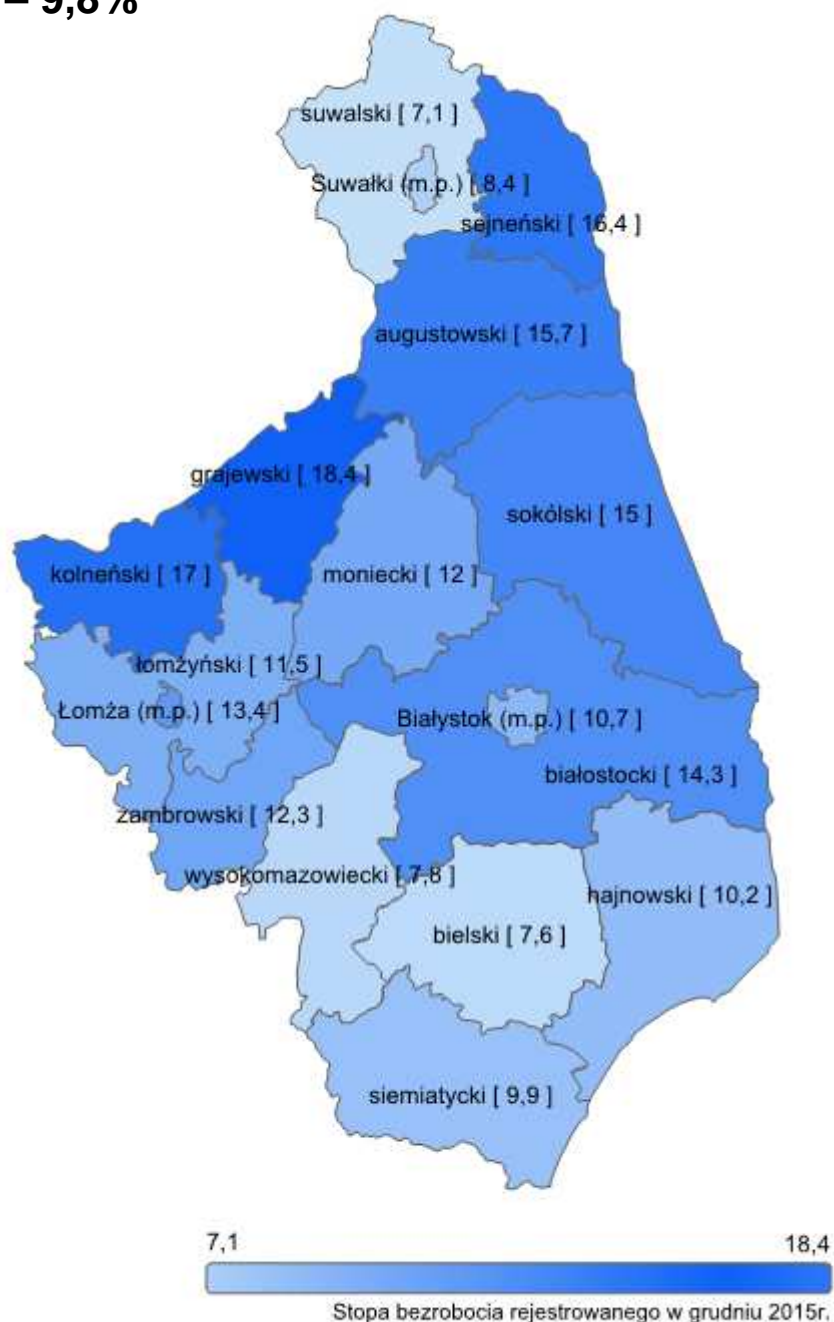 = 9,8%
suwalski [ 7,1 ]
Suwałki (m.p.) [ 8,4 ]
sejneński [ 16,4 ]
augustowski [ 15,7 ]
grajewski [ 18,4 ]
sokólski [ 15 ]
kolneński [ 17 ]
moniecki [ 12 ]
łomżyński [ 11,5 ]
Łomża (m.p.) [ 13,4 ]
Białystok (m.p.) [ 10,7 ]
białostocki [ 14,3 ]
zambrowski [ 12,3 ]
wysokomazowiecki [ 7,8 ]
hajnowski [ 10,2 ]
bielski [ 7,6 ]
siemiatycki [ 9,9 ]
7,1
18,4
Stopa bezrobocia rejestrowanego w grudniu 2015r.